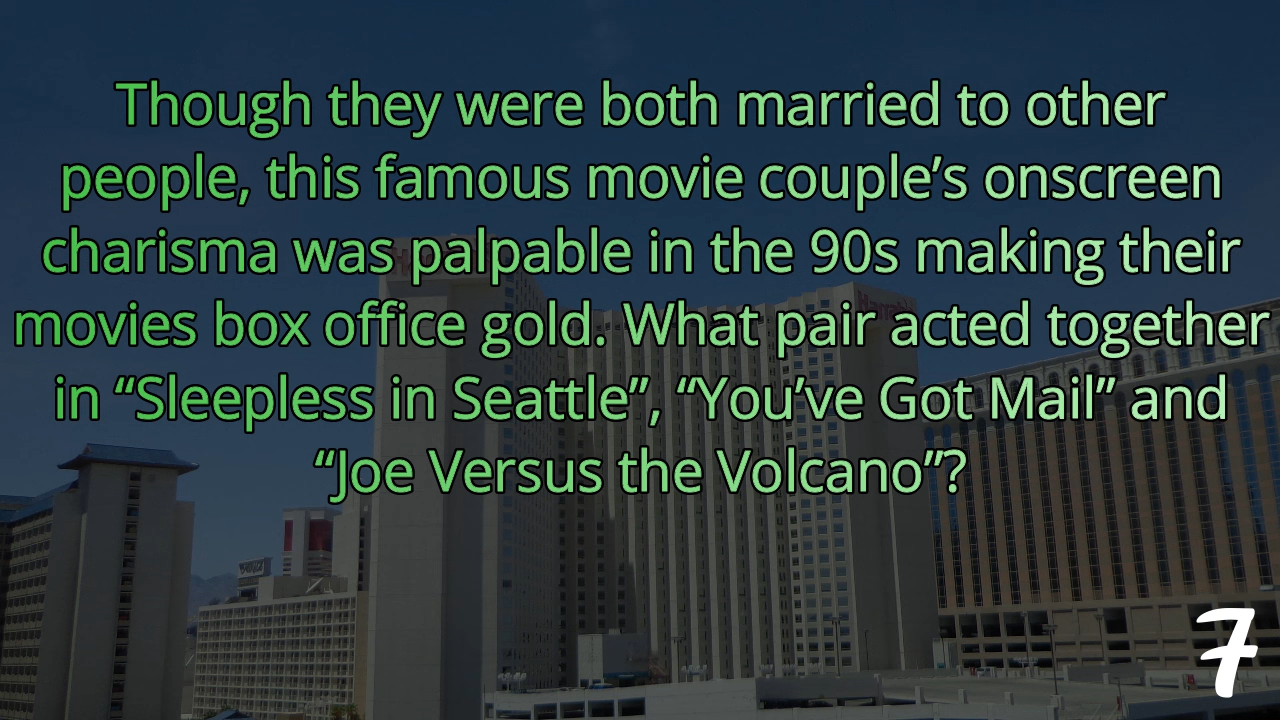 Though they were both married to other
people, this famous movie couple’s onscreen
charisma was palpable in the 90s making their
movies box office gold. What pair acted together
in “Sleepless in Seattle”, “You’ve Got Mail” and
“Joe Versus the Volcano”?
7